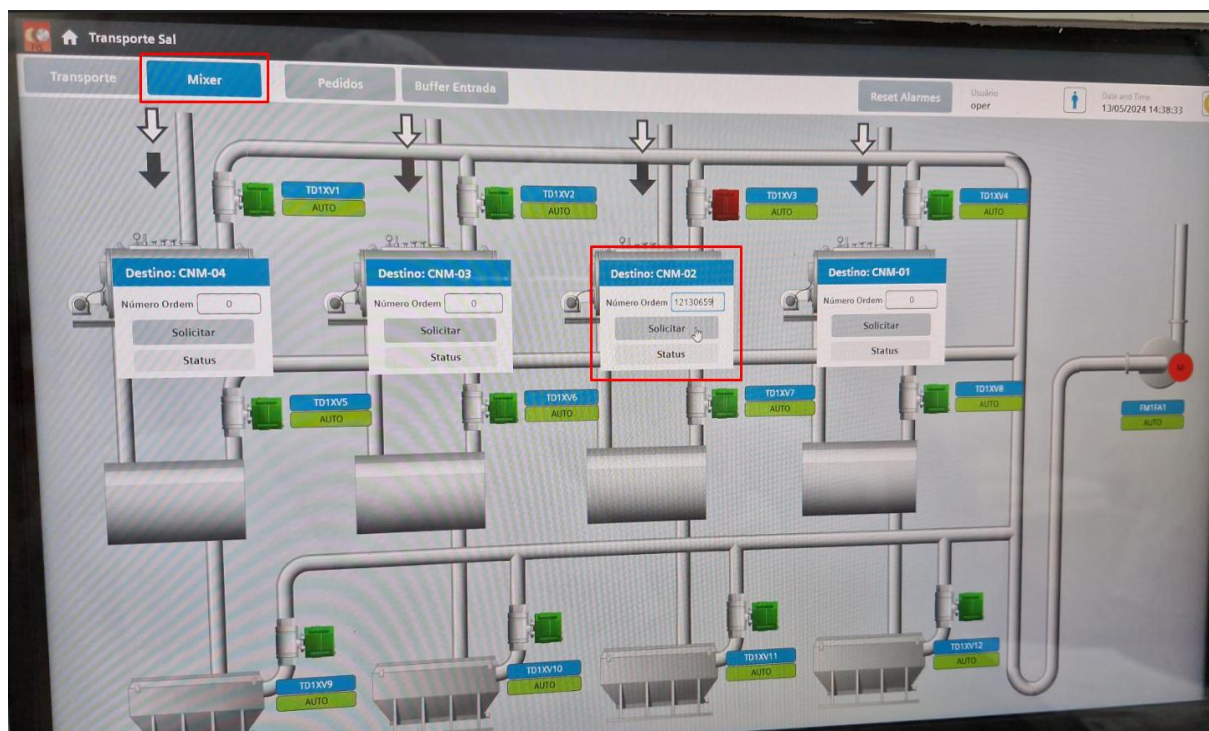 Transporte Sal
Transporte
Mixer
Pedidos
Buffer Entrada
Reset Alarmes
Usuário
oper
Date and Time
13/05/2024 14:38:33
TD1XV1
AUTO
TD1XV2
AUTO
TD1XV3
AUTO
TD1XV4
AUTO
Destino: CNM-04
Número Ordem 0
Solicitar
Status
Destino: CNM-03
Número Ordem 0
Solicitar
Status
Destino: CNM-02
Número Ordem 12130659
Solicitar
Status
Destino: CNM-01
Número Ordem 0
Solicitar
Status
TD1XV5
AUTO
TD1XV6
AUTO
TD1XV7
AUTO
TD1XV8
AUTO
M
FM1FA1
AUTO
TD1XV9
AUTO
TD1XV10
AUTO
TD1XV11
AUTO
TD1XV12
AUTO